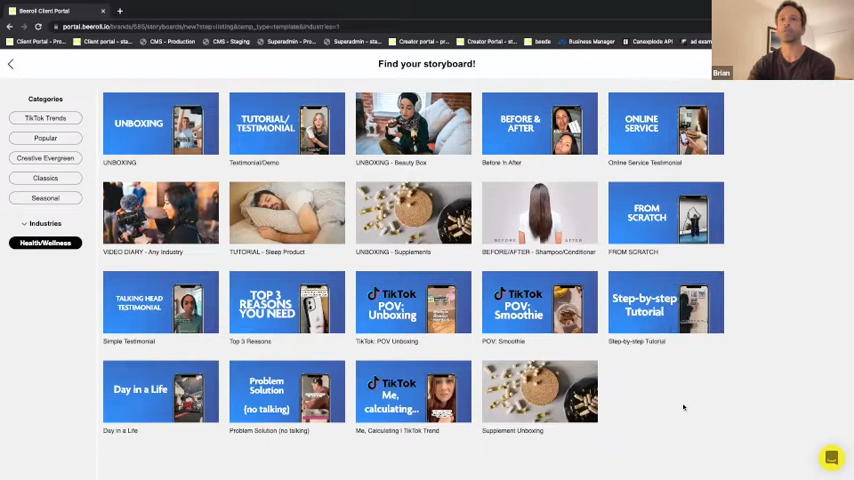 Beeroll Client Portal
portal.beeroll.io/brands/585/storyboards/new?step=listing&temp_type=template&industries=1
Client Portal - Pro...
Client portal - sta...
CMS - Production
CMS - Staging
Superadmin - Pro...
Superadmin - sta...
Creator portal - pr...
Creator Portal - st...
beede
Business Manager
Canexplode API
ad exam
Brian
Find your storyboard!
Categories
TikTok Trends
Popular
Creative Evergreen
Classics
Seasonal
Industries
Health/Wellness
UNBOXING
TUTORIAL/
TESTIMONIAL
BEFORE &
AFTER
ONLINE
SERVICE
UNBOXING
Testimonial/Demo
UNBOXING - Beauty Box
Before 'n After
Online Service Testimonial
BEFORE
AFTER
FROM
SCRATCH
VIDEO DIARY - Any Industry
TUTORIAL - Sleep Product
UNBOXING - Supplements
BEFORE/AFTER - Shampoo/Conditioner
FROM SCRATCH
TALKING HEAD
TESTIMONIAL
TOP 3
REASONS
YOU NEED
TikTok
POV:
Unboxing
TikTok
POV:
Smoothie
Step-by-step
Tutorial
Simple Testimonial
Top 3 Reasons
TikTok: POV Unboxing
POV: Smoothie
Step-by-step Tutorial
Day in a Life
Problem
Solution
(no talking)
TikTok
Me,
calculating...
Day in a Life
Problem Solution (no talking)
Me, Calculating | TikTok Trend
Supplement Unboxing